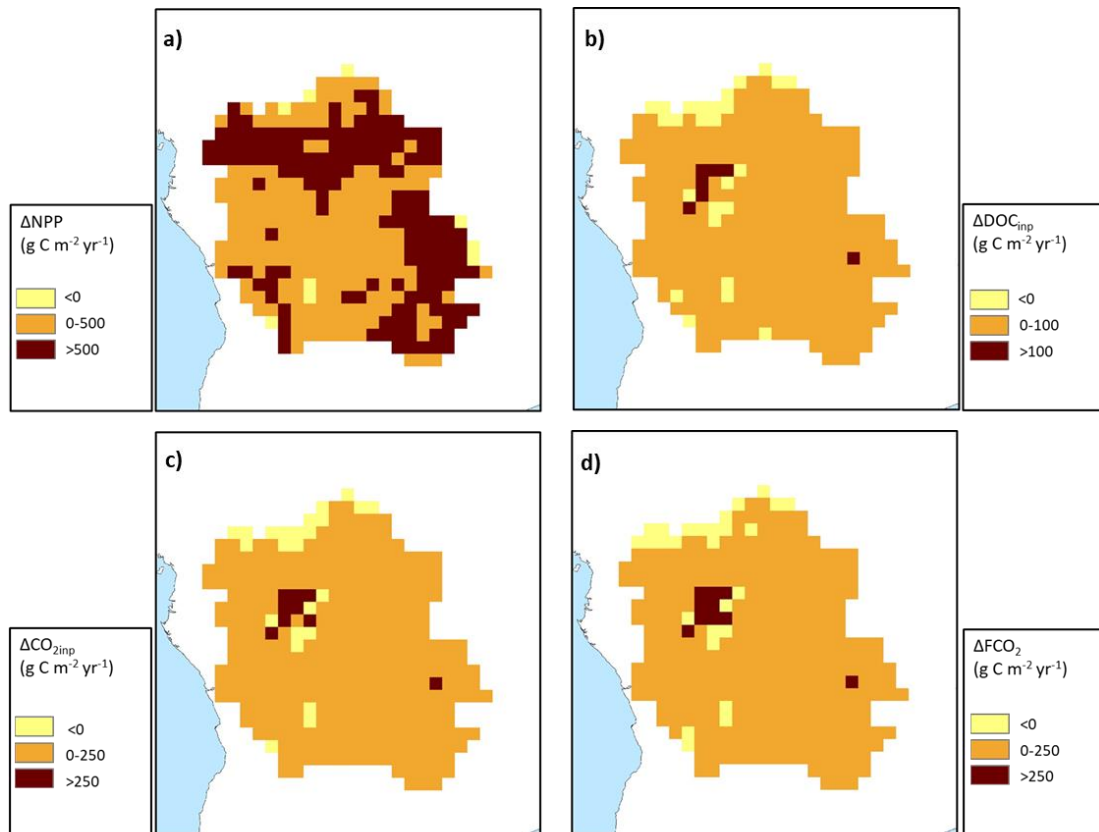 a)
ΔNPP
(g C m⁻² yr⁻¹)
<0
0-500
>500
b)
ΔDOCᵢₙₚ
(g C m⁻² yr⁻¹)
<0
0-100
>100
c)
ΔCO₂ᵢₙₚ
(g C m⁻² yr⁻¹)
<0
0-250
>250
d)
ΔFCO₂
(g C m⁻² yr⁻¹)
<0
0-250
>250